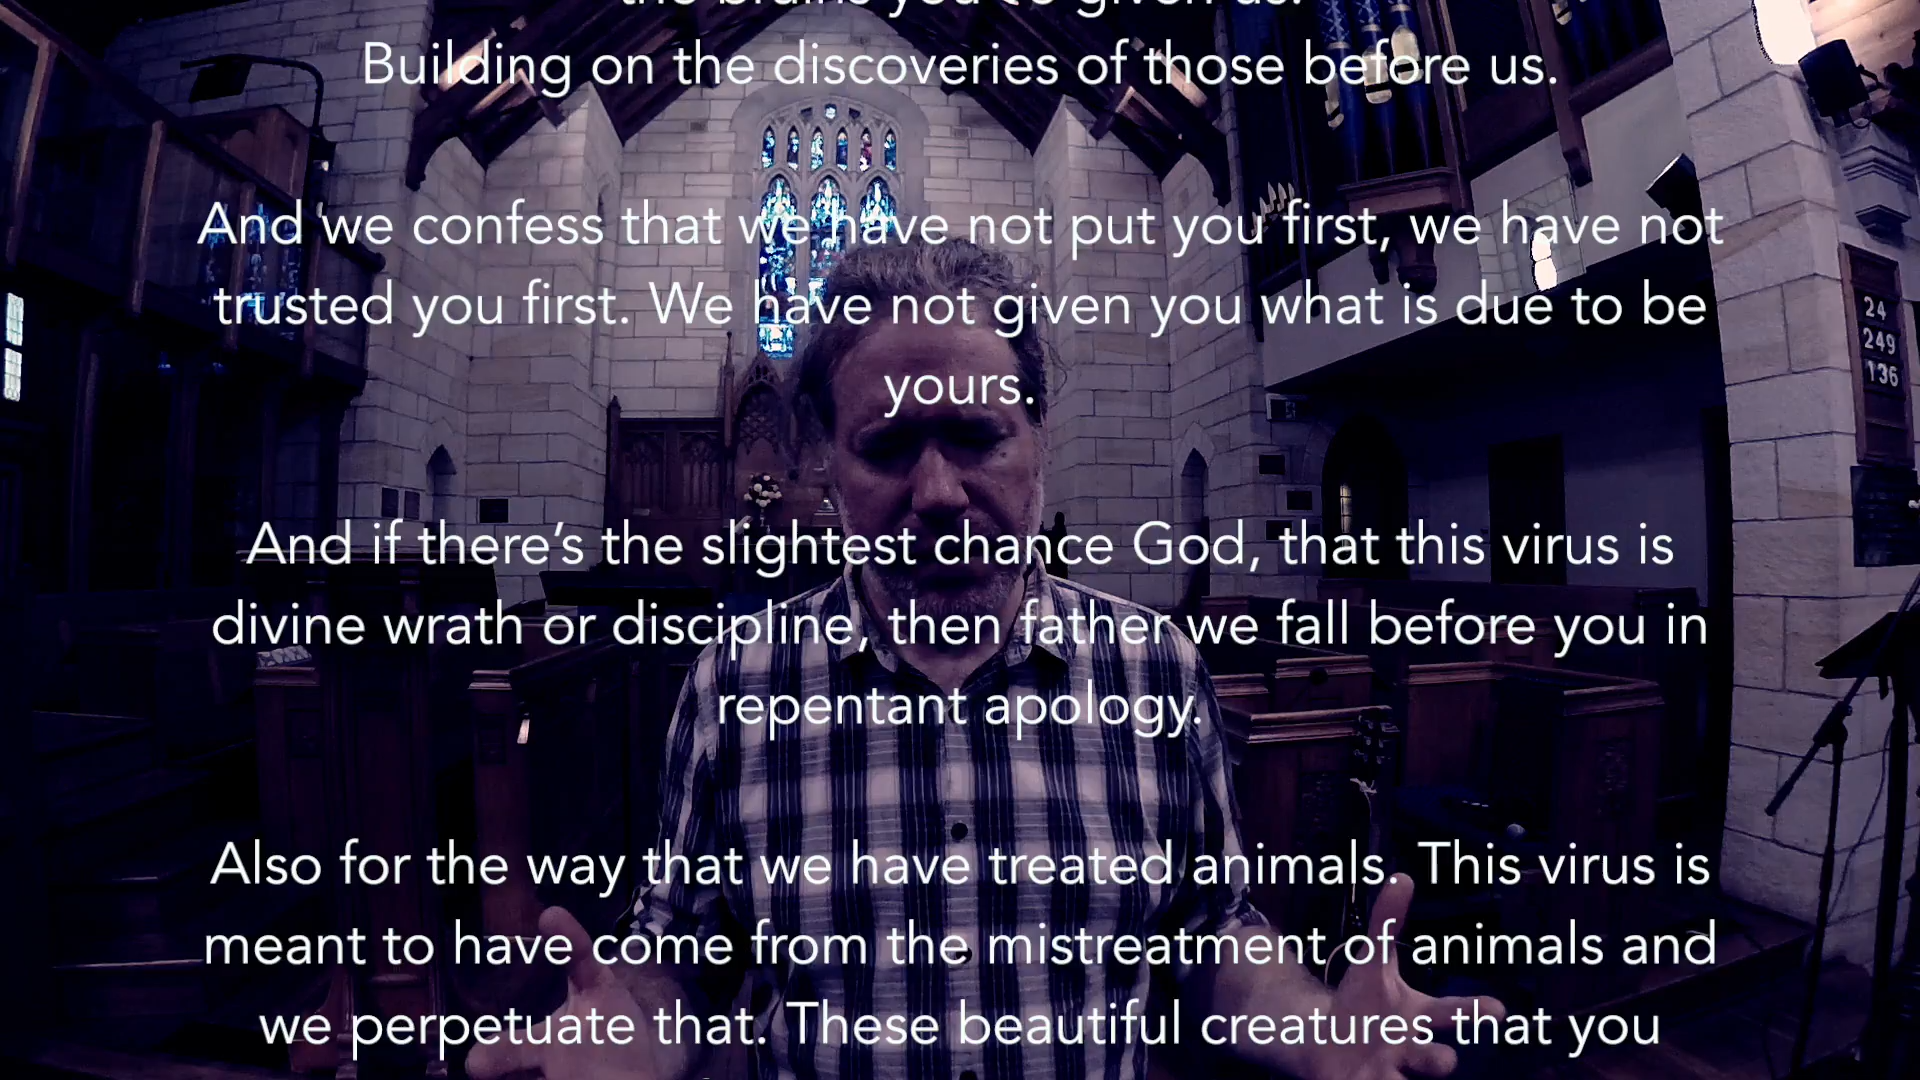 the brains you've given us.
Building on the discoveries of those before us.
And we confess that we have not put you first, we have not
trusted you first. We have not given you what is due to be
yours.
And if there’s the slightest chance God, that this virus is
divine wrath or discipline, then father we fall before you in
repentant apology.
Also for the way that we have treated animals. This virus is
meant to have come from the mistreatment of animals and
we perpetuate that. These beautiful creatures that you
24
249
136